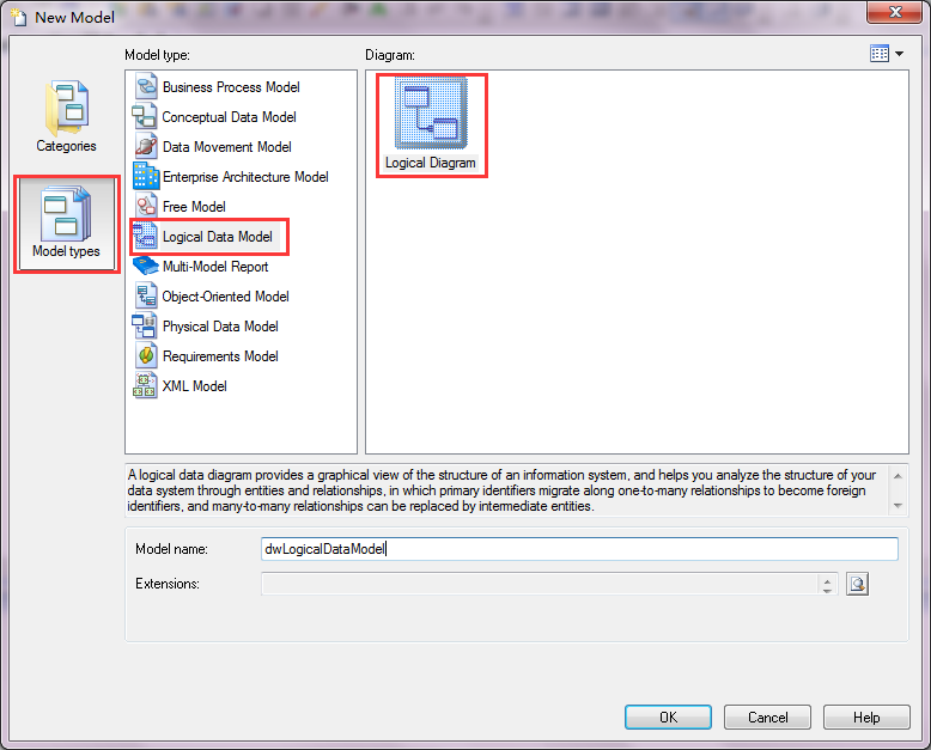 New Model
Model type:
Diagram:
Categories
Model types
Business Process Model
Conceptual Data Model
Data Movement Model
Enterprise Architecture Model
Free Model
Logical Data Model
Multi-Model Report
Object-Oriented Model
Physical Data Model
Requirements Model
XML Model
Logical Diagram
A logical data diagram provides a graphical view of the structure of an information system, and helps you analyze the structure of your
data system through entities and relationships, in which primary identifiers migrate along one-to-many relationships to become foreign
identifiers, and many-to-many relationships can be replaced by intermediate entities.
Model name:
dwLogicalDataModel
Extensions:
OK
Cancel
Help